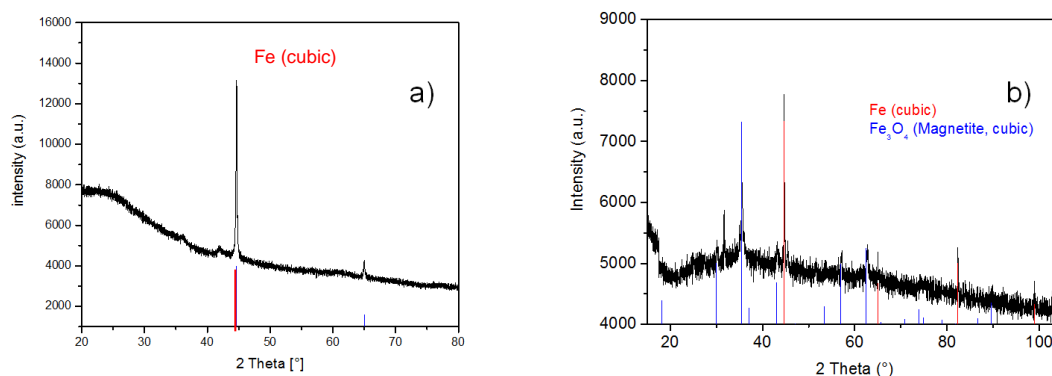 16000
14000
12000
10000
8000
6000
4000
2000
20 30 40 50 60 70 80
intensity (a.u.)
2 Theta [°]
Fe (cubic)
a)
9000
8000
7000
6000
5000
4000
20 40 60 80 100
Intensity (a.u.)
2 Theta (°)
b)
Fe (cubic)
Fe₃O₄ (Magnetite, cubic)